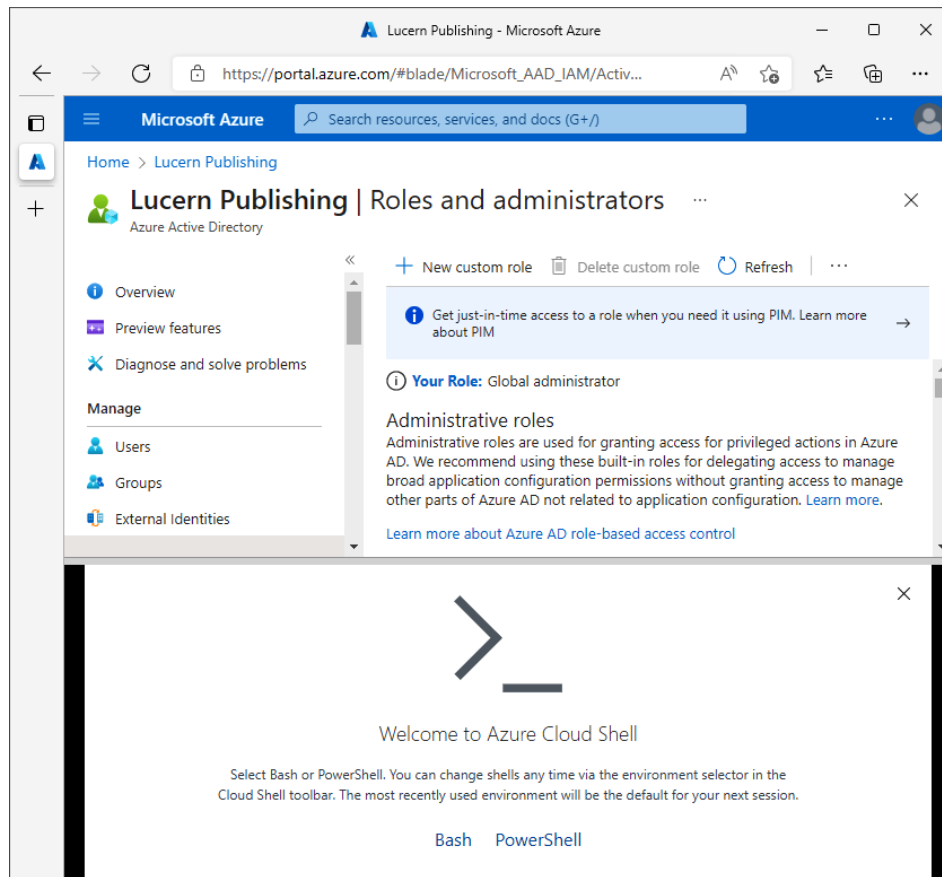 Lucern Publishing - Microsoft Azure
https://portal.azure.com/#blade/Microsoft_AAD_IAM/Activ...
Microsoft Azure
Search resources, services, and docs (G+/)
Home > Lucern Publishing
Lucern Publishing | Roles and administrators ...
Azure Active Directory
New custom role
Delete custom role
Refresh
Overview
Preview features
Diagnose and solve problems
Manage
Users
Groups
External Identities
Get just-in-time access to a role when you need it using PIM. Learn more
about PIM
Your Role: Global administrator
Administrative roles
Administrative roles are used for granting access for privileged actions in Azure
AD. We recommend using these built-in roles for delegating access to manage
broad application configuration permissions without granting access to manage
other parts of Azure AD not related to application configuration. Learn more.
Learn more about Azure AD role-based access control
Welcome to Azure Cloud Shell
Select Bash or PowerShell. You can change shells any time via the environment selector in the
Cloud Shell toolbar. The most recently used environment will be the default for your next session.
Bash PowerShell